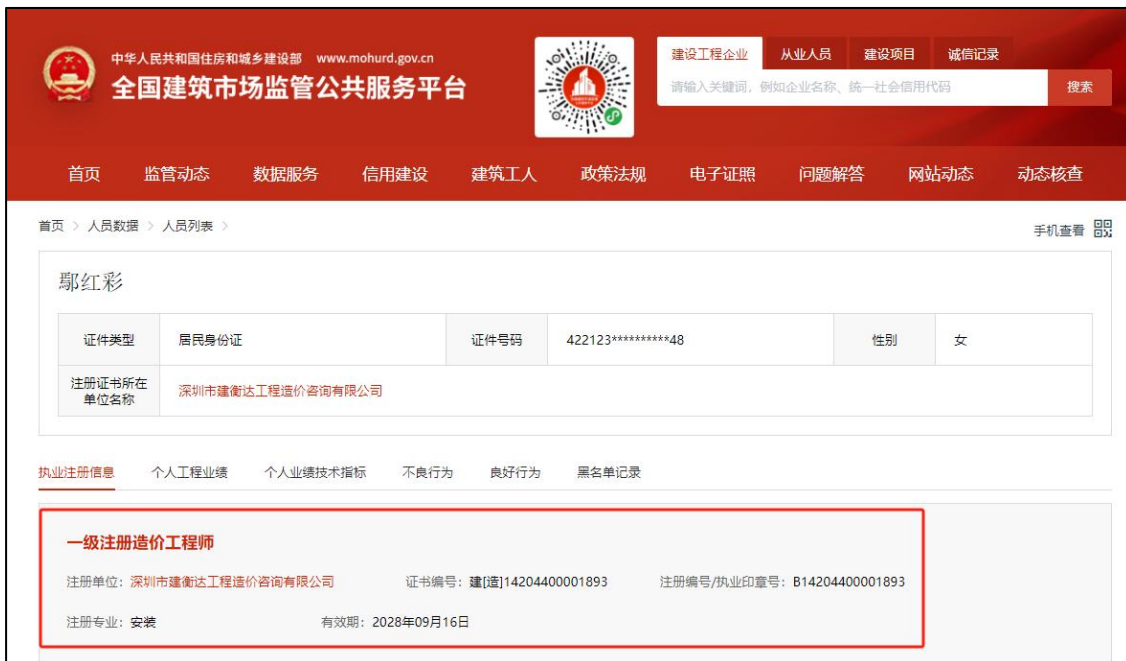 中华人民共和国住房和城乡建设部 www.mohurd.gov.cn
全国建筑市场监管公共服务平台
建设工程企业 从业人员 建设项目 诚信记录
请输入关键词，例如企业名称、统一社会信用代码 搜索
首页 监管动态 数据服务 信用建设 建筑工人 政策法规 电子证照 问题解答 网站动态 动态核查
首页 > 人员数据 > 人员列表 >
手机查看
鄢红彩
证件类型 居民身份证 证件号码 422123**********48 性别 女
注册证书所在
单位名称
深圳市建衡达工程造价咨询有限公司
执业注册信息 个人工程业绩 个人业绩技术指标 不良行为 良好行为 黑名单记录
一级注册造价工程师
注册单位：深圳市建衡达工程造价咨询有限公司 证书编号：建[造]14204400001893 注册编号/执业印章号：B14204400001893
注册专业：安装 有效期：2028年09月16日